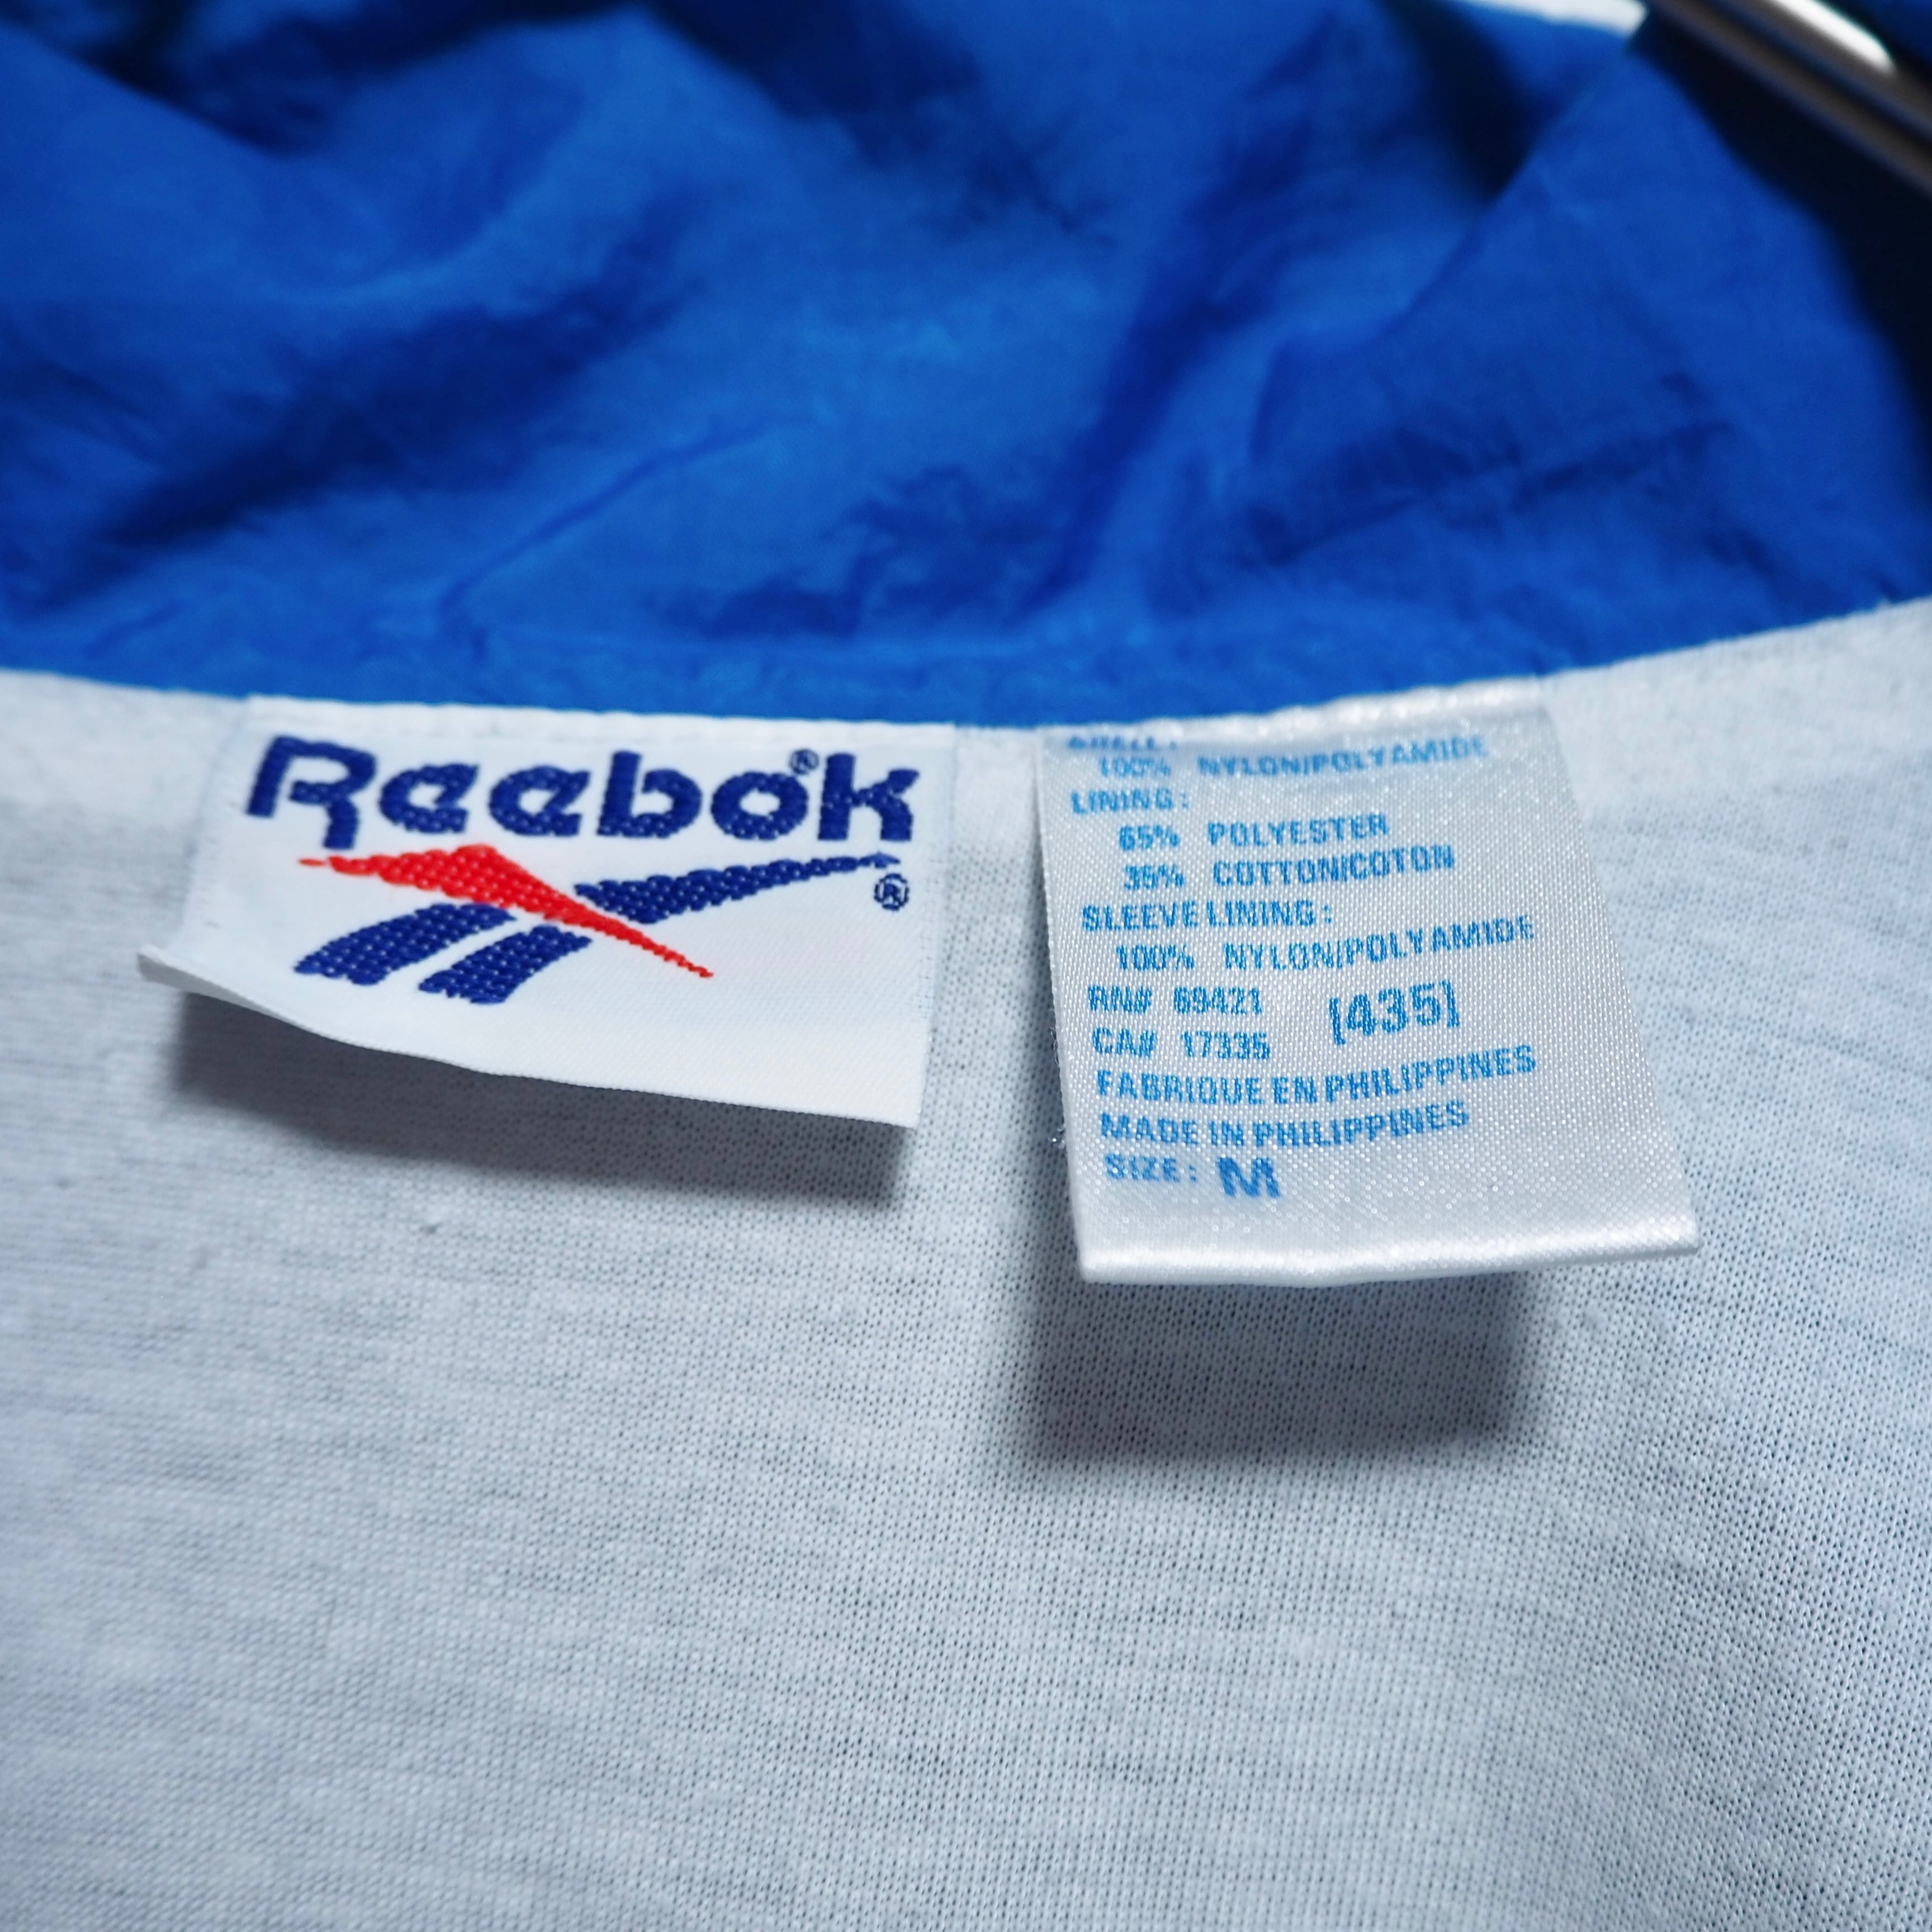 Reebok®
®
SHELL:
100% NYLON/POLYAMIDE
LINING:
65% POLYESTER
35% COTTON/COTON
SLEEVE LINING:
100% NYLON/POLYAMIDE
RN# 69421 [435]
CA# 17335
FABRIQUE EN PHILIPPINES
MADE IN PHILIPPINES
SIZE: M